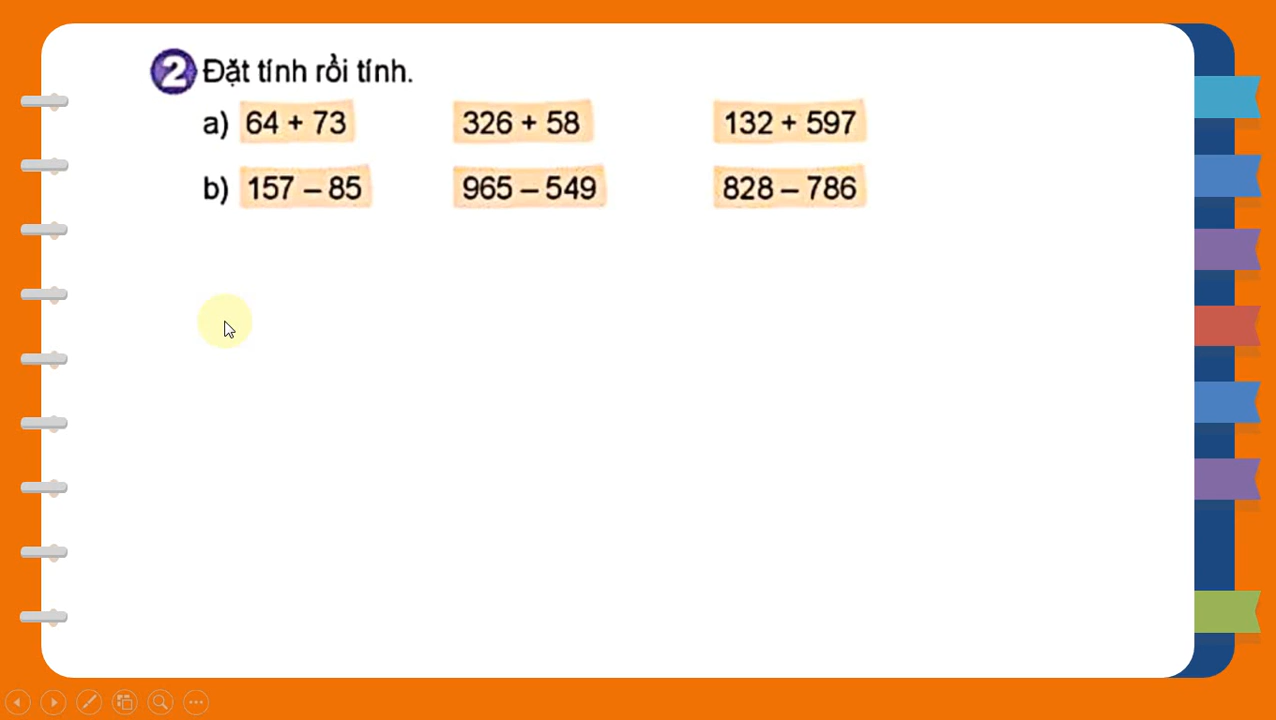 2 Đặt tính rồi tính.
a) 64 + 73 326 + 58 132 + 597
b) 157 – 85 965 – 549 828 – 786